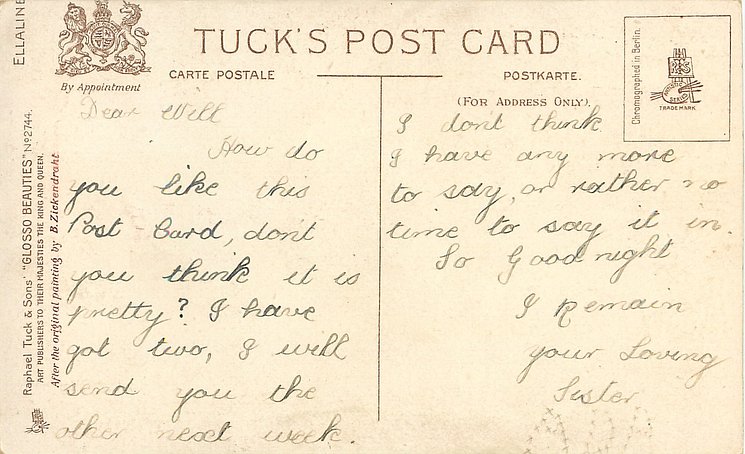 ELLALINE
Raphael Tuck & Sons' "GLOSSO BEAUTIES" No 2744.
ART PUBLISHERS TO THEIR MAJESTIES THE KING AND QUEEN.
After the original painting by B. Zickendraht
By Appointment
TUCK'S POST CARD
CARTE POSTALE
POSTKARTE.
(FOR ADDRESS ONLY).
Chromographed in Berlin.
TRADE MARK
Dear Will
How do
you like this
Post Card, dont
you think it is
pretty? I have
got two, I will
send you the
other next week.
I dont think
I have any more
to say, or rather no
time to say it in.
So Good night
I Remain
your Loving
Sister